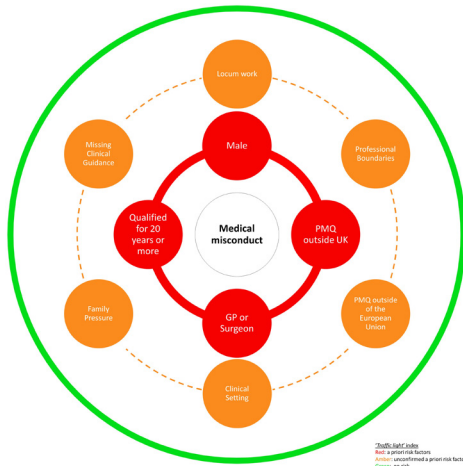 Locum work
Missing
Clinical
Guidance
Male
Professional
Boundaries
Qualified
for 20
years or
more
Medical
misconduct
PMQ
outside UK
Family
Pressure
GP or
Surgeon
PMQ outside
of the
European
Union
Clinical
Setting
'Traffic light' index
Red: a priori risk factors
Amber: unconfirmed a priori risk fact